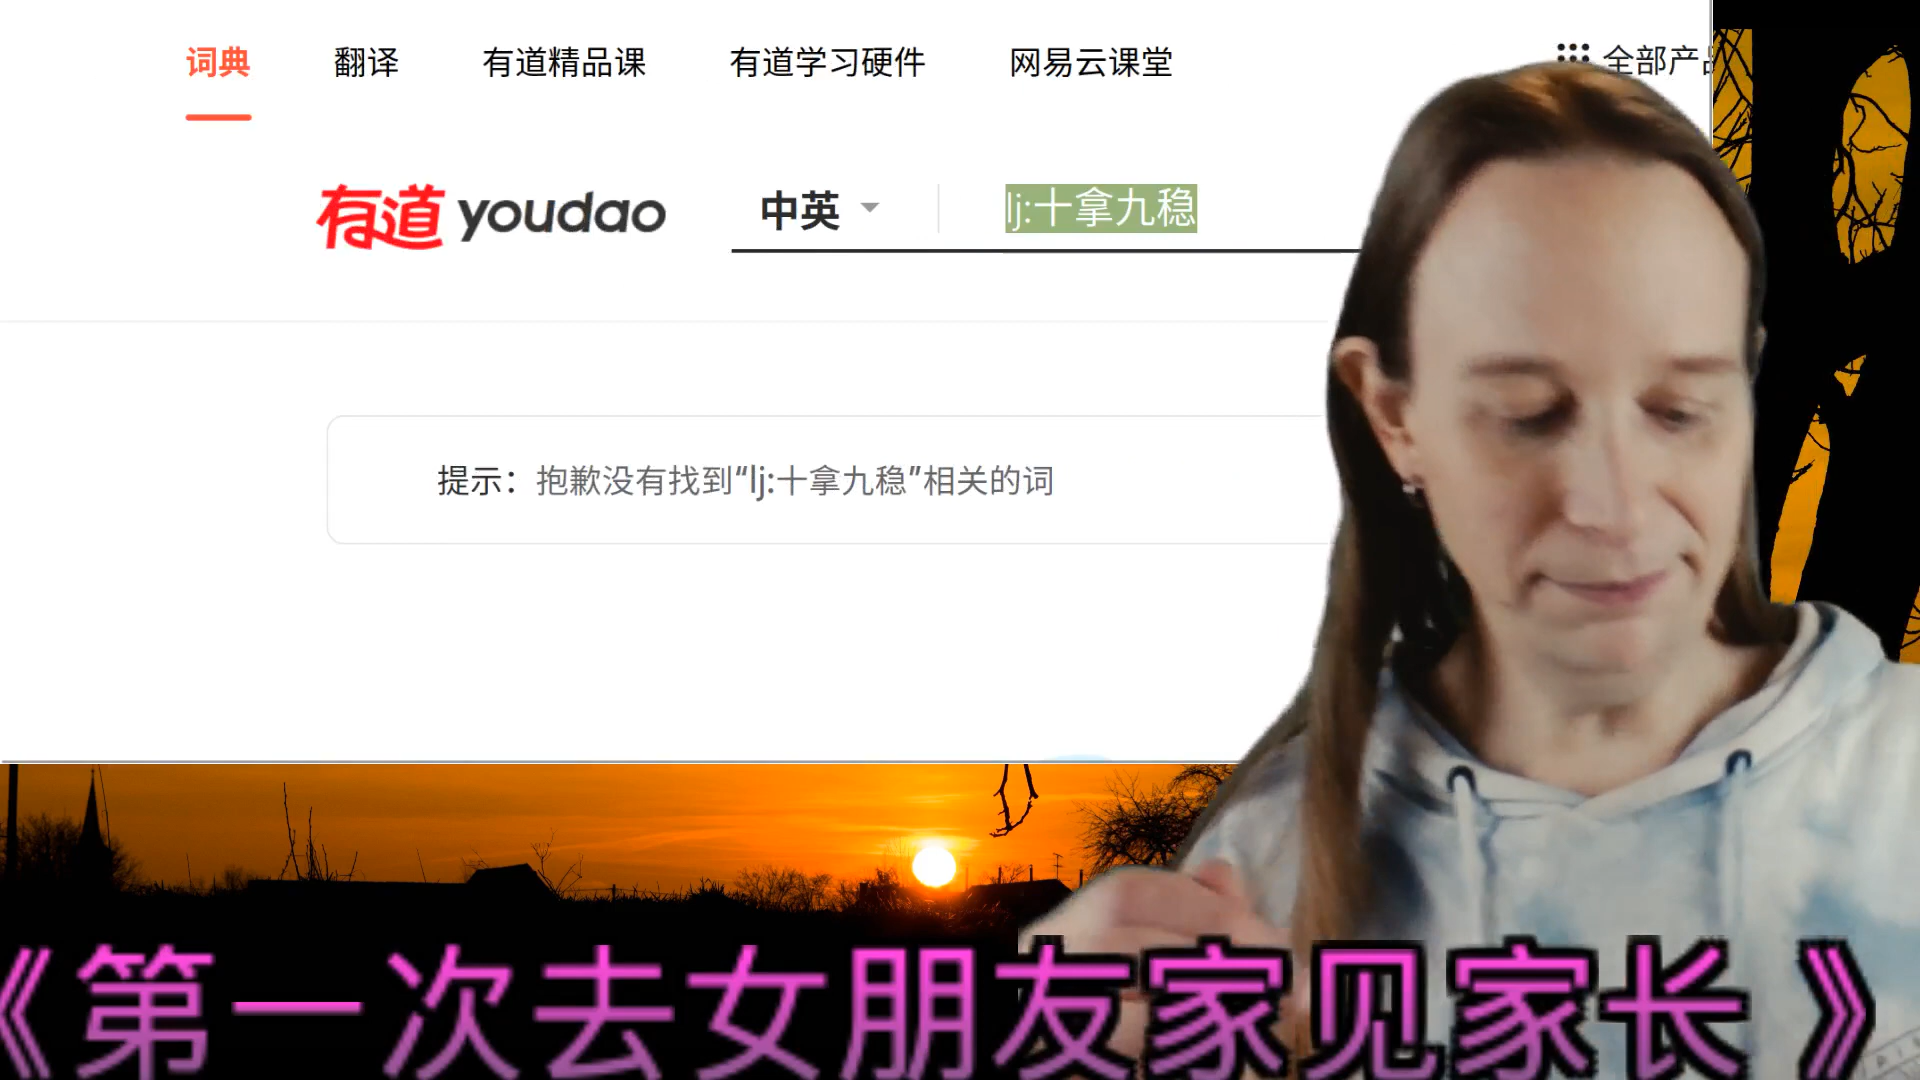 词典 翻译 有道精品课 有道学习硬件 网易云课堂 全部产品
有道 youdao 中英 lj:十拿九稳
提示：抱歉没有找到“lj:十拿九稳”相关的词
《第一次去女朋友家见家长》